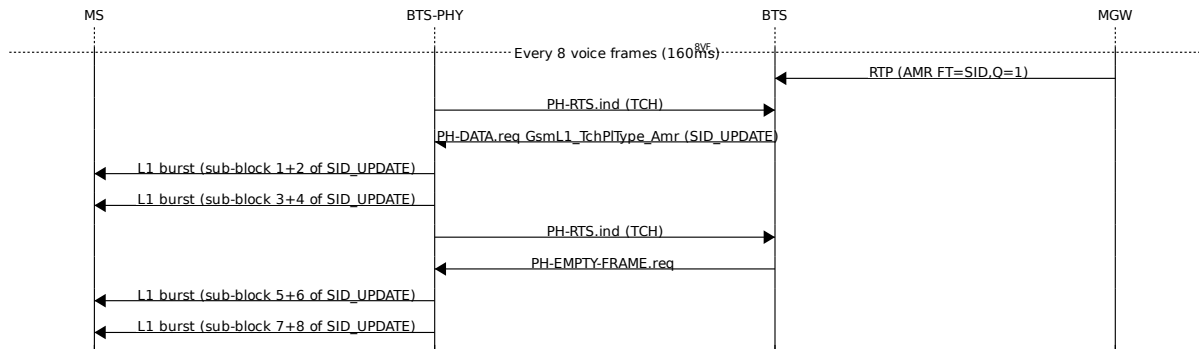 MS BTS-PHY BTS MGW
Every 8 voice frames (160ms)
8VF
RTP (AMR FT=SID,Q=1)
PH-RTS.ind (TCH)
PH-DATA.req GsmL1_TchPlType_Amr (SID_UPDATE)
L1 burst (sub-block 1+2 of SID_UPDATE)
L1 burst (sub-block 3+4 of SID_UPDATE)
PH-RTS.ind (TCH)
PH-EMPTY-FRAME.req
L1 burst (sub-block 5+6 of SID_UPDATE)
L1 burst (sub-block 7+8 of SID_UPDATE)